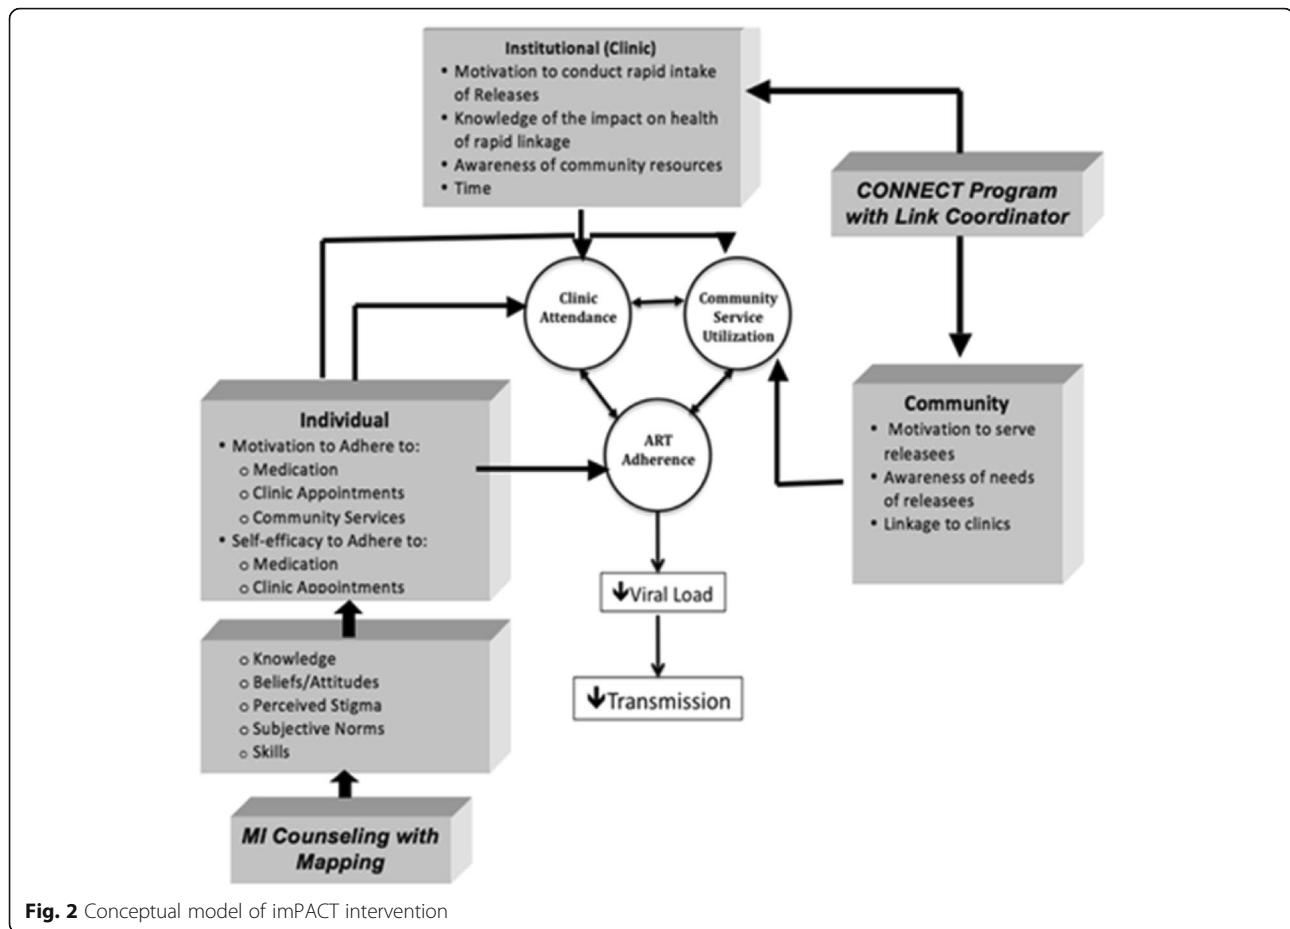 Institutional (Clinic)
• Motivation to conduct rapid intake
of Releases
• Knowledge of the impact on health
of rapid linkage
• Awareness of community resources
• Time
CONNECT Program
with Link Coordinator
Clinic
Attendance
Community
Service
Utilization
ART
Adherence
Individual
• Motivation to Adhere to:
o Medication
o Clinic Appointments
o Community Services
• Self-efficacy to Adhere to:
o Medication
o Clinic Appointments
Community
• Motivation to serve
releasees
• Awareness of needs
of releasees
• Linkage to clinics
↓Viral Load
↓Transmission
o Knowledge
o Beliefs/Attitudes
o Perceived Stigma
o Subjective Norms
o Skills
MI Counseling with
Mapping
Fig. 2 Conceptual model of imPACT intervention